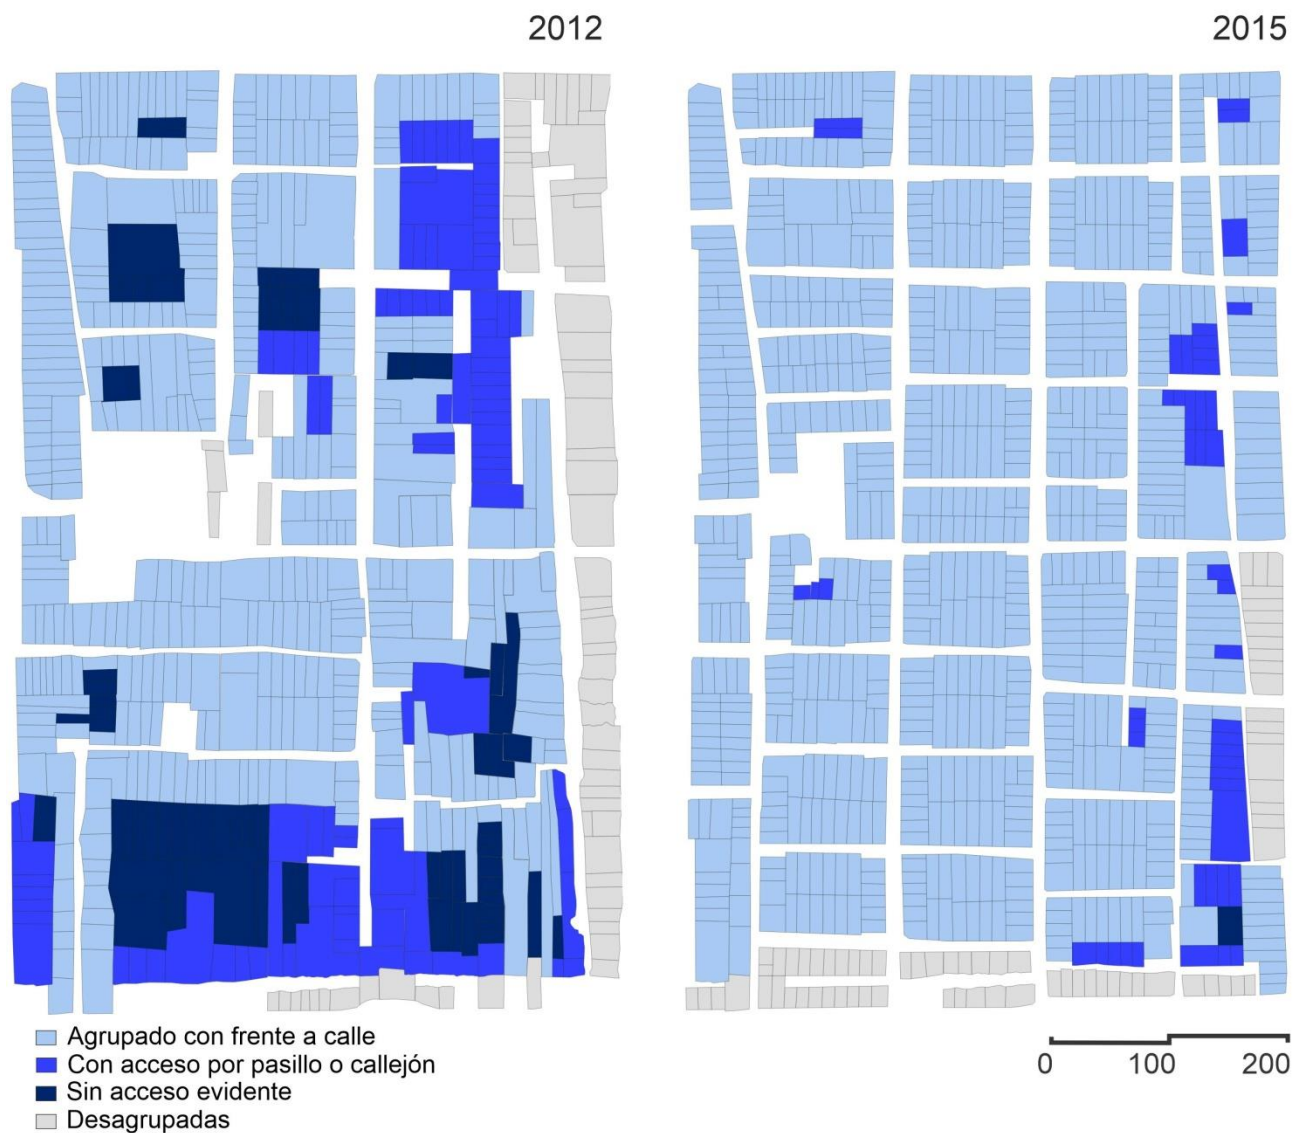 2012
2015
Agrupado con frente a calle
Con acceso por pasillo o callejón
Sin acceso evidente
Desagrupadas
0 100 200